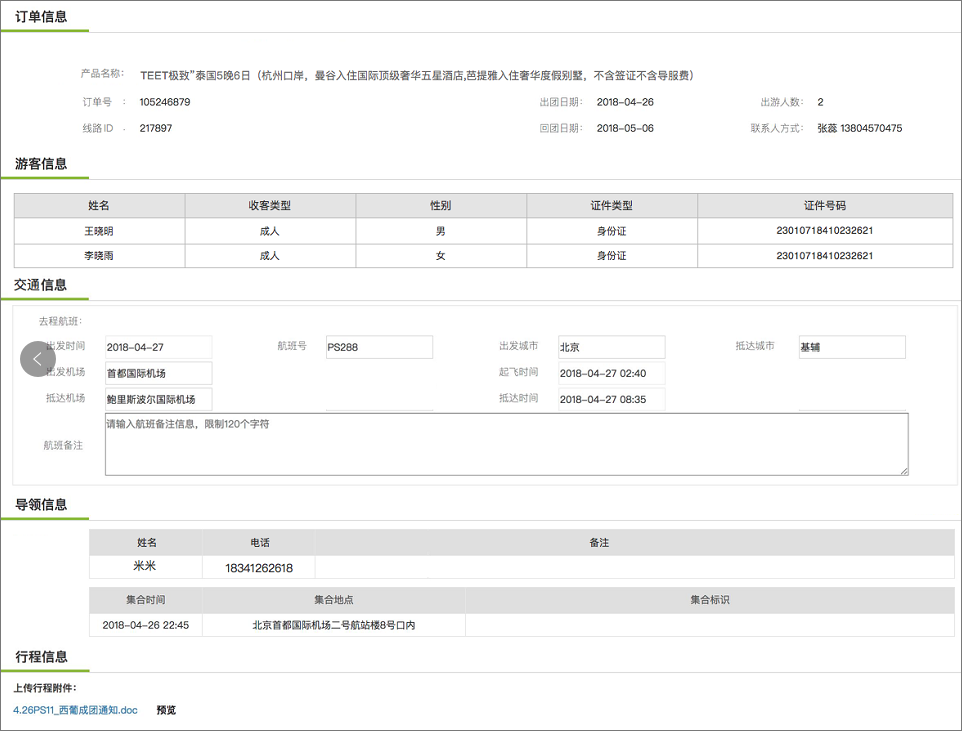 订单信息
产品名称： TEET极致"泰国5晚6日（杭州口岸，曼谷入住国际顶级奢华五星酒店,芭提雅入住奢华度假别墅，不含签证不含导服费）
订单号 ： 105246879 出团日期： 2018-04-26 出游人数： 2
线路ID ： 217897 回团日期： 2018-05-06 联系人方式： 张蕊 13804570475
游客信息
姓名 收客类型 性别 证件类型 证件号码
王晓明 成人 男 身份证 23010718410232621
李晓雨 成人 女 身份证 23010718410232621
交通信息
去程航班：
出发时间 2018-04-27 航班号 PS288 出发城市 北京 抵达城市 基辅
出发机场 首都国际机场 起飞时间 2018-04-27 02:40
抵达机场 鲍里斯波尔国际机场 抵达时间 2018-04-27 08:35
航班备注 请输入航班备注信息，限制120个字符
导领信息
姓名 电话 备注
米米 18341262618
集合时间 集合地点 集合标识
2018-04-26 22:45 北京首都国际机场二号航站楼8号口内
行程信息
上传行程附件：
4.26PS11_西葡成团通知.doc 预览